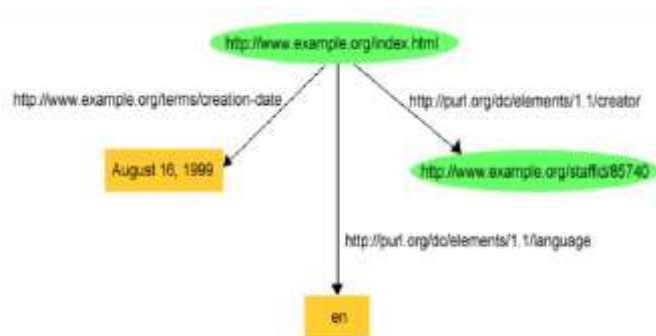 http://www.example.org/index.html
http://www.example.org/terms/creation-date
http://purl.org/dc/elements/1.1/creator
August 16, 1999
http://www.example.org/staffid/85740
http://purl.org/dc/elements/1.1/language
en